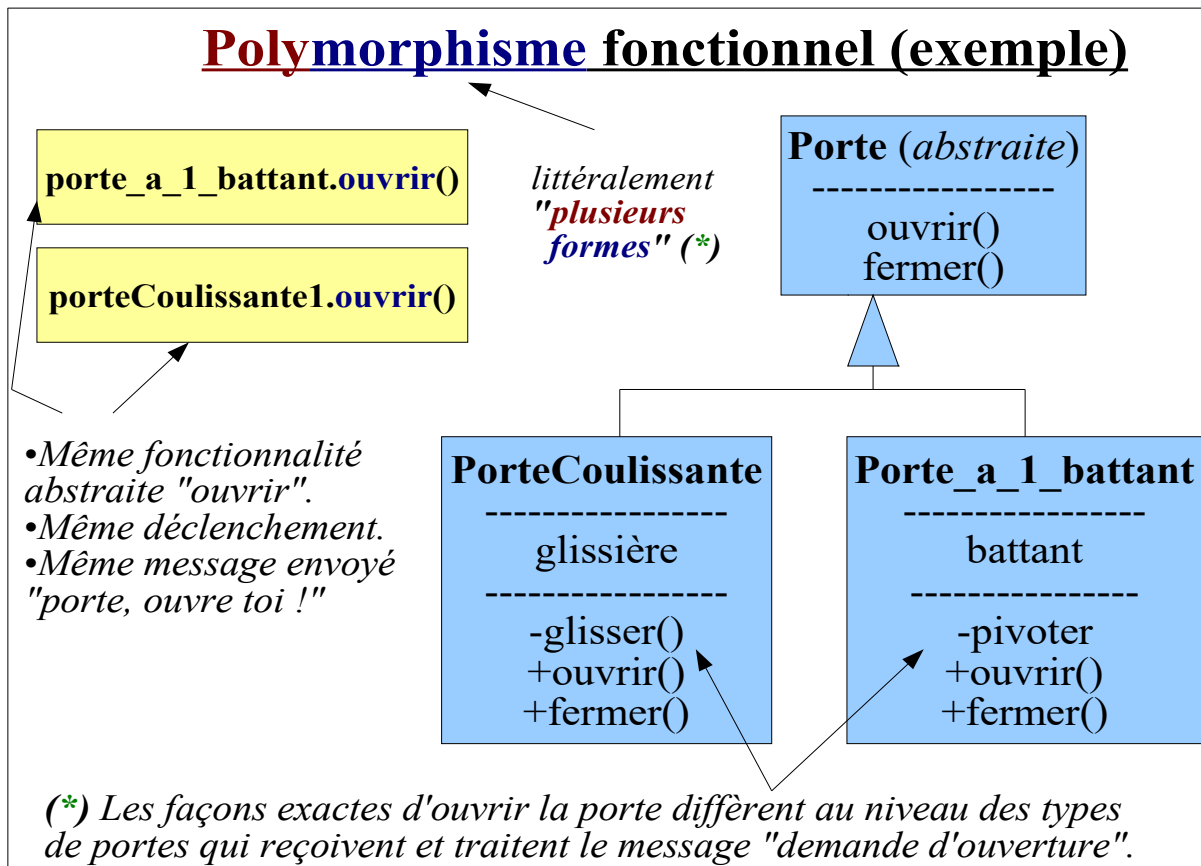 Polymorphisme fonctionnel (exemple)
porte_a_1_battant.ouvrir()
porteCoulissante1.ouvrir()
littéralement
"plusieurs
formes" (*)
Porte (abstraite)
-----------------
ouvrir()
fermer()
•Même fonctionnalité
abstraite "ouvrir".
•Même déclenchement.
•Même message envoyé
"porte, ouvre toi !"
PorteCoulissante
-----------------
glissière
-----------------
-glisser()
+ouvrir()
+fermer()
Porte_a_1_battant
-----------------
battant
----------------
-pivoter
+ouvrir()
+fermer()
(*) Les façons exactes d'ouvrir la porte diffèrent au niveau des types
de portes qui reçoivent et traitent le message "demande d'ouverture".